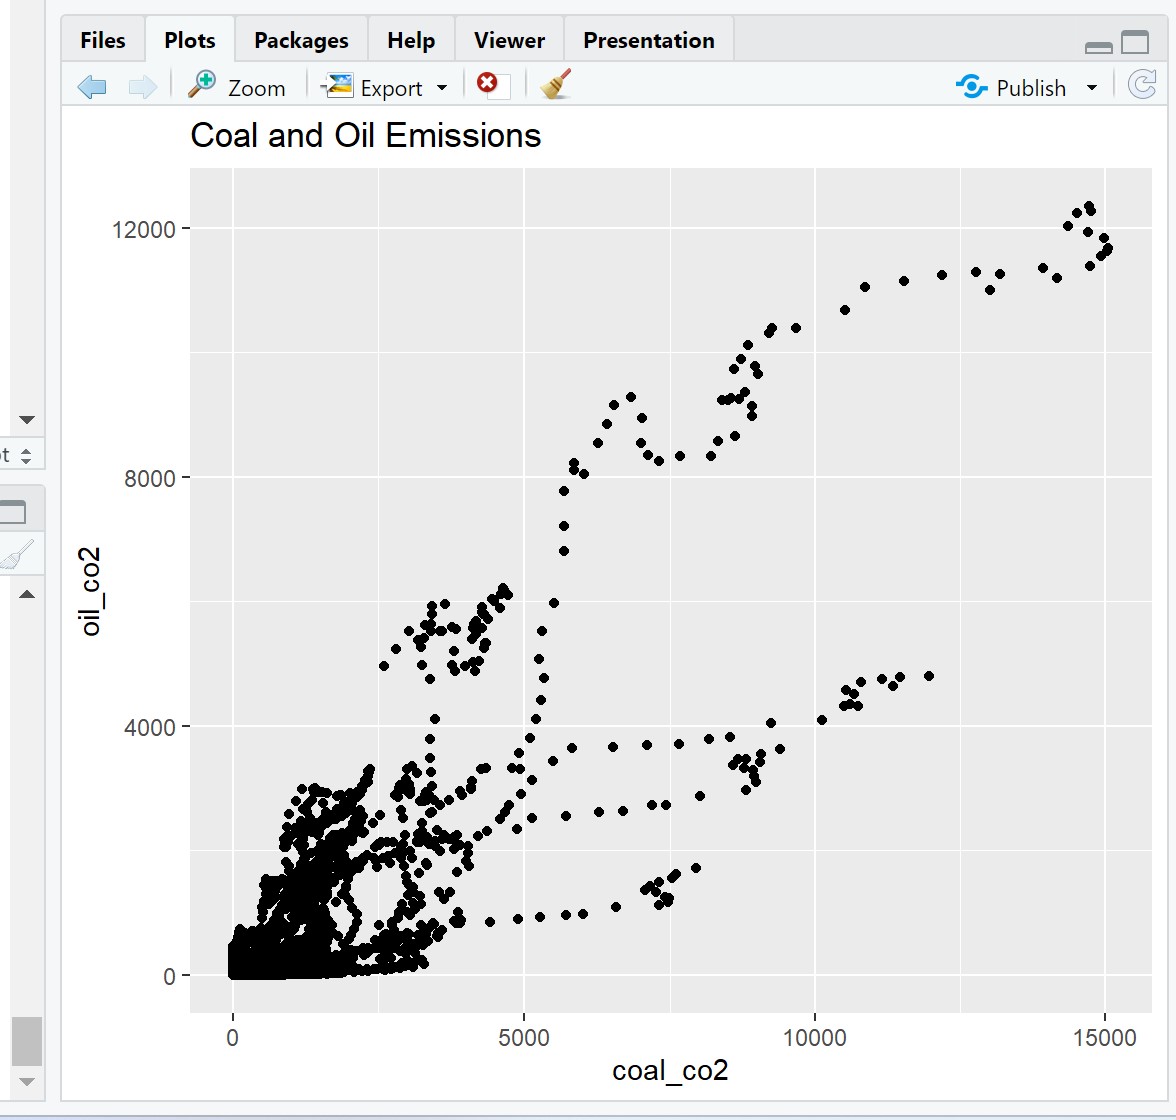 Files Plots Packages Help Viewer Presentation
Zoom Export Publish
Coal and Oil Emissions
12000
8000
4000
0
oil_co2
0 5000 10000 15000
coal_co2